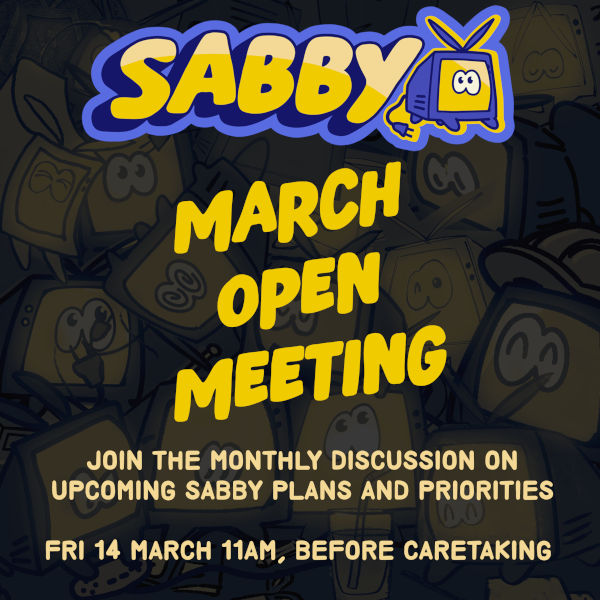 SABBY
MARCH
OPEN
MEETING
JOIN THE MONTHLY DISCUSSION ON
UPCOMING SABBY PLANS AND PRIORITIES
FRI 14 MARCH 11AM, BEFORE CARETAKING